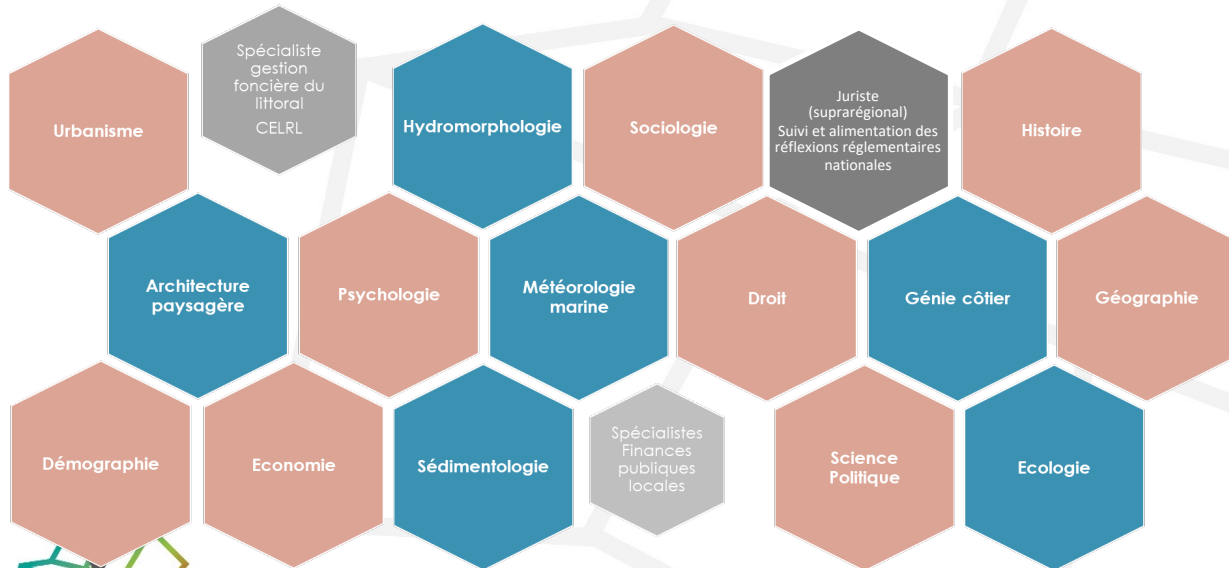 Urbanisme
Spécialiste
gestion
foncière du
littoral
CELRL
Hydromorphologie
Sociologie
Juriste
(suprarégional)
Suivi et alimentation des
réflexions réglementaires
nationales
Histoire
Architecture
paysagère
Psychologie
Météorologie
marine
Droit
Génie côtier
Géographie
Démographie
Economie
Sédimentologie
Spécialistes
Finances
publiques
locales
Science
Politique
Ecologie